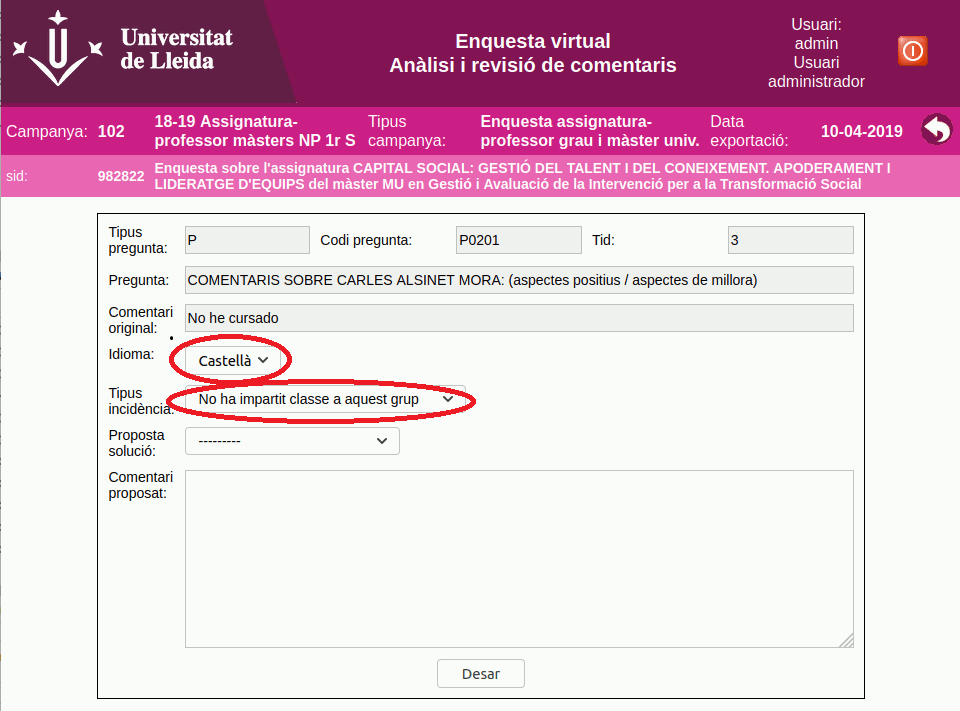 Universitat
de Lleida
Enquesta virtual
Anàlisi i revisió de comentaris
Usuari:
admin
Usuari
administrador
Campanya: 102
18-19 Assignatura-
professor màsters NP 1r S
Tipus
campanya:
Enquesta assignatura-
professor grau i màster univ.
Data
exportació:
10-04-2019
sid: 982822
Enquesta sobre l'assignatura CAPITAL SOCIAL: GESTIÓ DEL TALENT I DEL CONEIXEMENT. APODERAMENT I
LIDERATGE D'EQUIPS del màster MU en Gestió i Avaluació de la Intervenció per a la Transformació Social
Tipus
pregunta:
P
Codi pregunta:
P0201
Tid:
3
Pregunta:
COMENTARIS SOBRE CARLES ALSINET MORA: (aspectes positius / aspectes de millora)
Comentari
original:
No he cursado
Idioma:
Castellà
Tipus
incidència:
No ha impartit classe a aquest grup
Proposta
solució:
---------
Comentari
proposat:
Desar